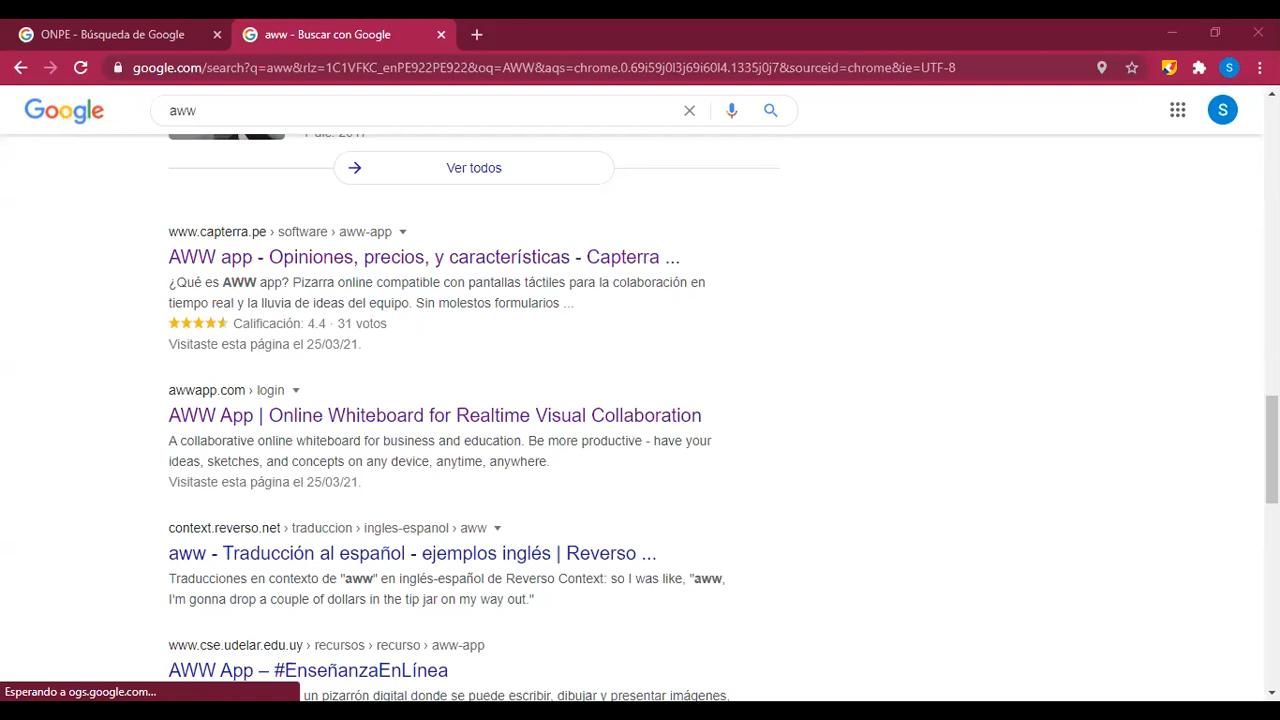 ONPE - Búsqueda de Google
aww - Buscar con Google
google.com/search?q=aww&rlz=1C1VFKC_enPE922PE922&oq=AWW&aqs=chrome.0.69i59j0l3j69i60l4.1335j0j7&sourceid=chrome&ie=UTF-8
S
Google
aww
S
Ver todos
www.capterra.pe › software › aww-app
AWW app - Opiniones, precios, y características - Capterra ...
¿Qué es AWW app? Pizarra online compatible con pantallas táctiles para la colaboración en
tiempo real y la lluvia de ideas del equipo. Sin molestos formularios ...
Calificación: 4.4 · 31 votos
Visitaste esta página el 25/03/21.
awwapp.com › login
AWW App | Online Whiteboard for Realtime Visual Collaboration
A collaborative online whiteboard for business and education. Be more productive - have your
ideas, sketches, and concepts on any device, anytime, anywhere.
Visitaste esta página el 25/03/21.
context.reverso.net › traduccion › ingles-espanol › aww
aww - Traducción al español - ejemplos inglés | Reverso ...
Traducciones en contexto de "aww" en inglés-español de Reverso Context: so I was like, "aww,
I'm gonna drop a couple of dollars in the tip jar on my way out."
www.cse.udelar.edu.uy › recursos › recurso › aww-app
AWW App – #EnseñanzaEnLínea
Esperando a ogs.google.com...
un pizarrón digital donde se puede escribir, dibujar y presentar imágenes,